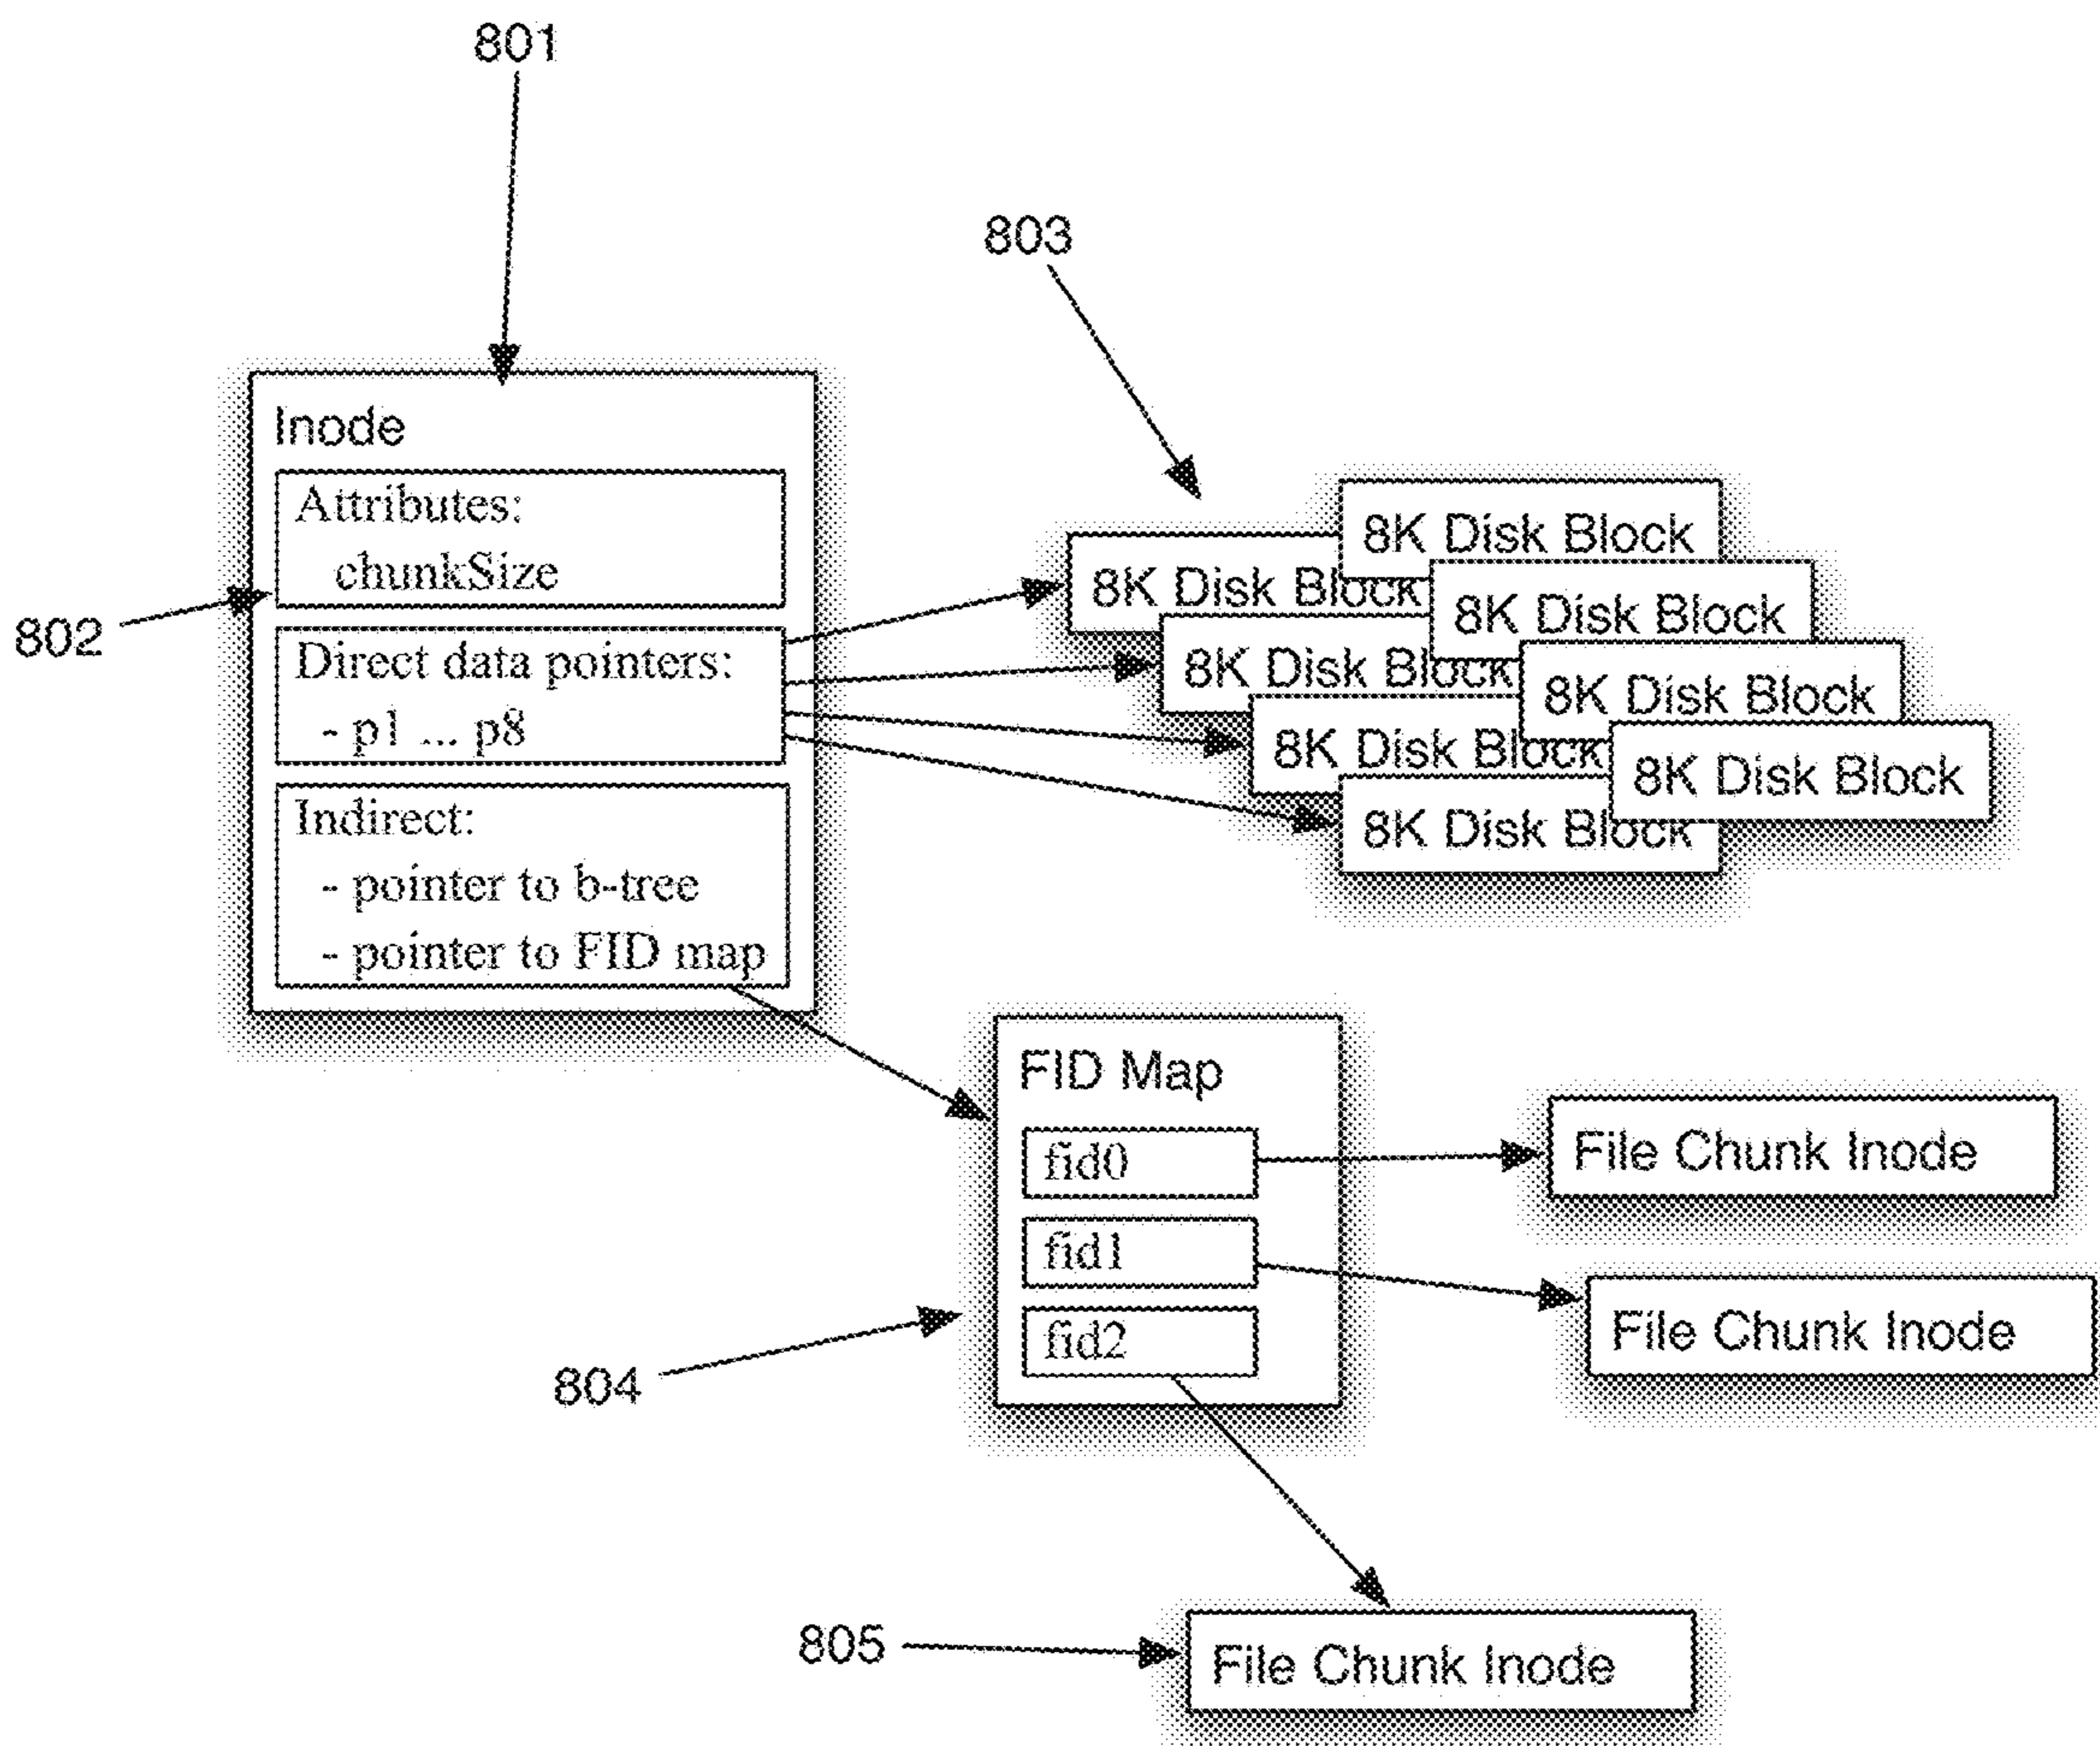 801
803
Inode
Attributes:
chunkSize
802
Direct data pointers:
- p1 ... p8
Indirect:
- pointer to b-tree
- pointer to FID map
8K Disk Block
8K Disk Block
8K Disk Block
8K Disk Block
8K Disk Block
8K Disk Block
8K Disk Block
8K Disk Block
FID Map
fid0
fid1
fid2
804
File Chunk Inode
File Chunk Inode
805
File Chunk Inode